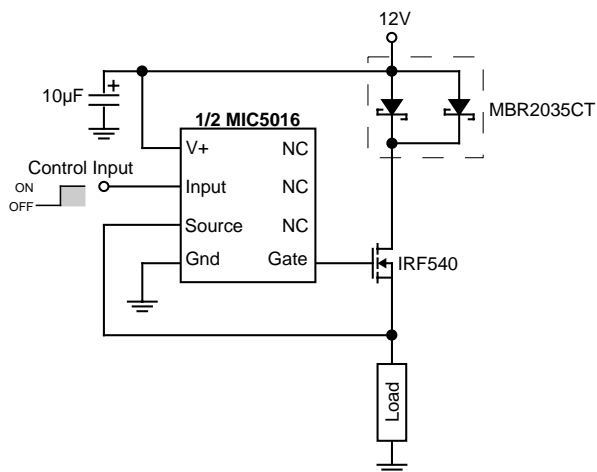 12V
10µF
+
MBR2035CT
1/2 MIC5016
V+ NC
Control Input
ON
OFF
Input NC
Source NC
Gnd Gate
IRF540
Load